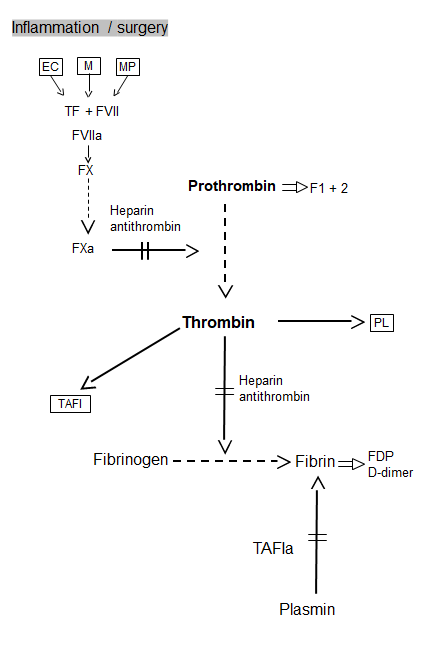 Inflammation / surgery
EC M MP
TF + FVII
FVIIa
FX
Prothrombin F1 + 2
Heparin
antithrombin
FXa
Thrombin PL
Heparin
antithrombin
TAFI
Fibrinogen Fibrin FDP
D-dimer
TAFIa
Plasmin